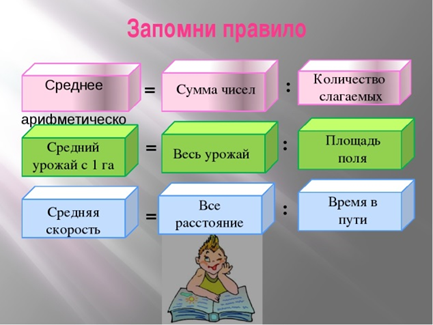 Запомни правило
Среднее арифметическо = Сумма чисел : Количество слагаемых
Средний урожай с 1 га = Весь урожай : Площадь поля
Средняя скорость = Все расстояние : Время в пути